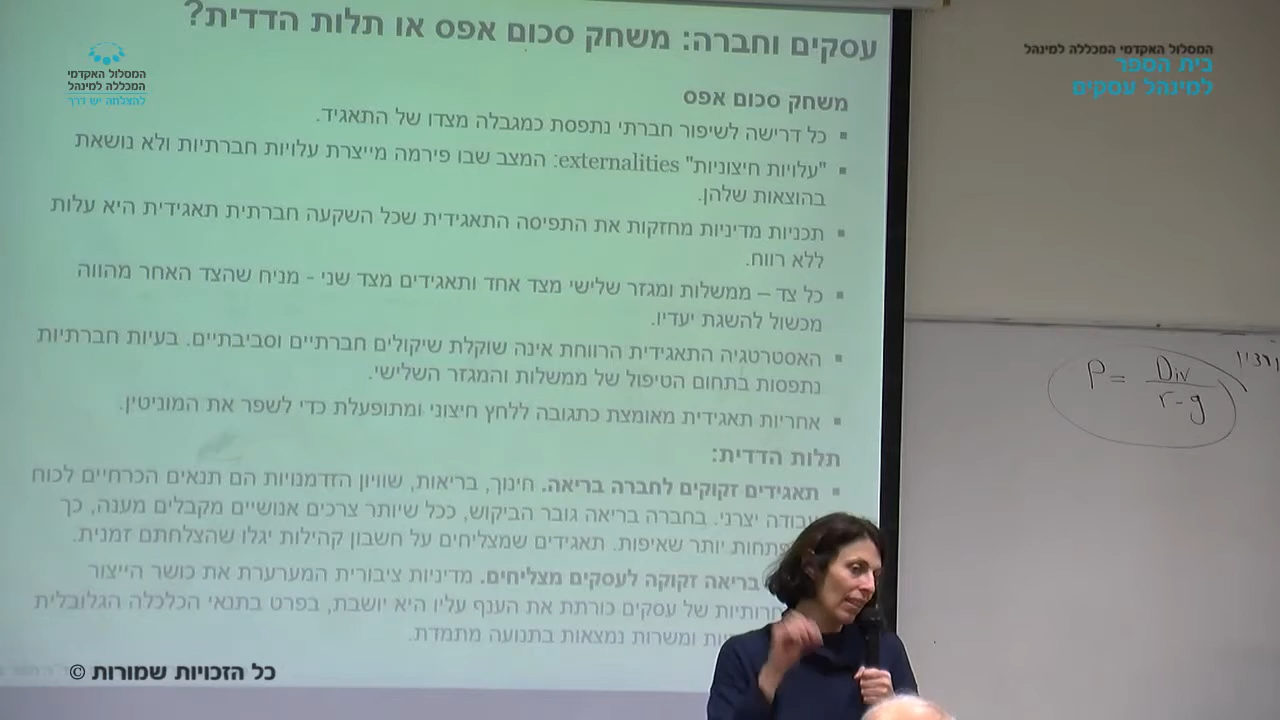 עסקים וחברה: משחק סכום אפס או תלות הדדית?
המסלול האקדמי
המכללה למינהל
להצלחה יש דרך
המסלול האקדמי המכללה למינהל
בית הספר
למינהל עסקים
משחק סכום אפס
▪ כל דרישה לשיפור חברתי נתפסת כמגבלה מצדו של התאגיד.
▪ "עלויות חיצוניות" externalities: המצב שבו פירמה מייצרת עלויות חברתיות ולא נושאת
בהוצאות שלהן.
▪ תכניות מדיניות מחזקות את התפיסה התאגידית שכל השקעה חברתית תאגידית היא עלות
ללא רווח.
▪ כל צד – ממשלות ומגזר שלישי מצד אחד ותאגידים מצד שני - מניח שהצד האחר מהווה
מכשול להשגת יעדיו.
▪ האסטרטגיה התאגידית הרווחת אינה שוקלת שיקולים חברתיים וסביבתיים. בעיות חברתיות
נתפסות בתחום הטיפול של ממשלות והמגזר השלישי.
▪ אחריות תאגידית מאומצת כתגובה ללחץ חיצוני ומתופעלת כדי לשפר את המוניטין.
תלות הדדית:
▪ תאגידים זקוקים לחברה בריאה. חינוך, בריאות, שוויון הזדמנויות הם תנאים הכרחיים לכוח
עבודה יצרני. בחברה בריאה גובר הביקוש, ככל שיותר צרכים אנושיים מקבלים מענה, כך
מתפתחות יותר שאיפות. תאגידים שמצליחים על חשבון קהילות יגלו שהצלחתם זמנית.
בריאה זקוקה לעסקים מצליחים. מדיניות ציבורית המערערת את כושר הייצור
של עסקים כורתת את הענף עליו היא יושבת, בפרט בתנאי הכלכלה הגלובלית
ומשרות נמצאות בתנועה מתמדת.
כל הזכויות שמורות ©
P = Div
r - g